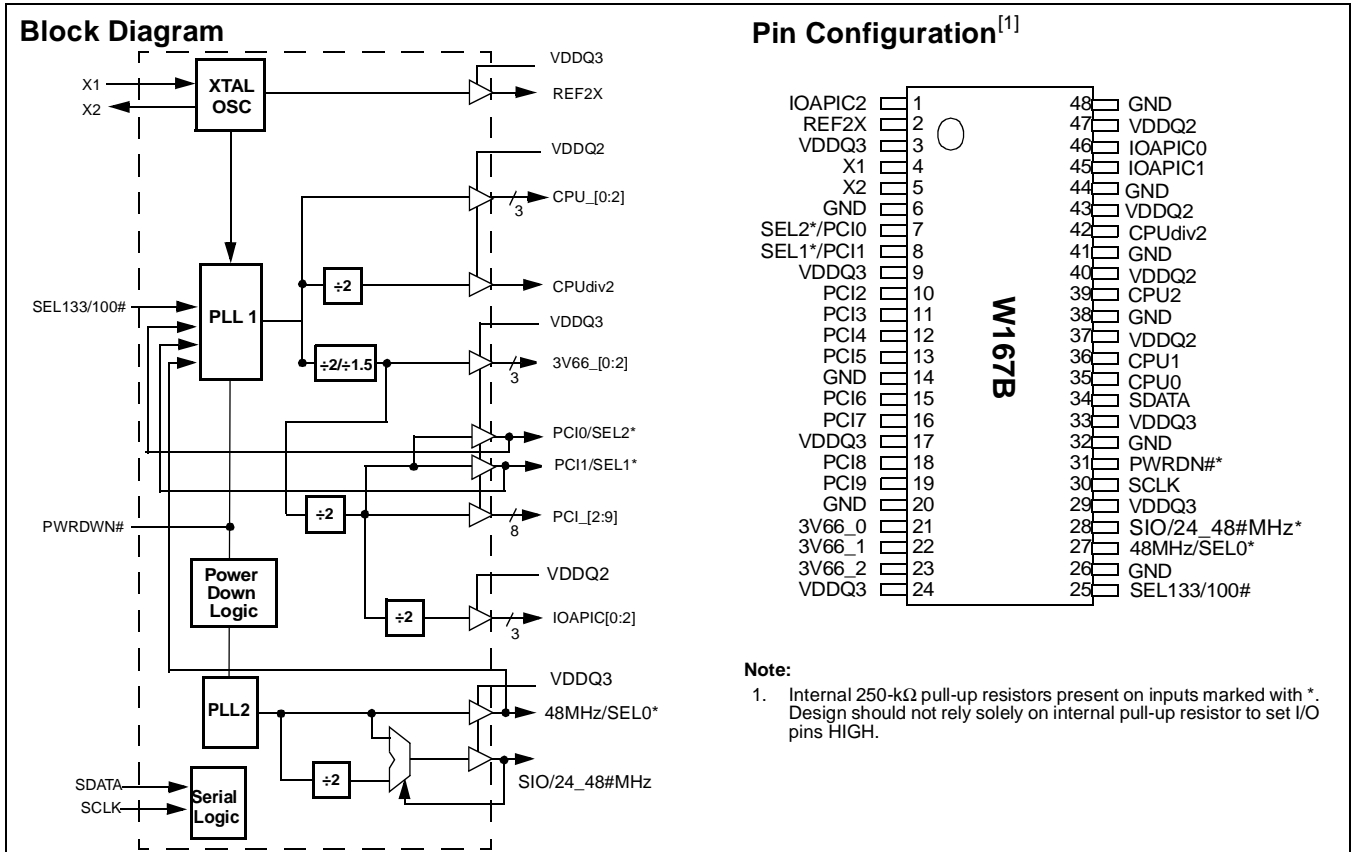 Block Diagram
X1
X2
XTAL
OSC
VDDQ3
REF2X
VDDQ2
CPU_[0:2]
3
÷2
CPUdiv2
SEL133/100#
PLL 1
VDDQ3
÷2/÷1.5
3V66_[0:2]
3
PCI0/SEL2*
PCI1/SEL1*
÷2
PCI_[2:9]
8
PWRDWN#
Power
Down
Logic
VDDQ2
÷2
IOAPIC[0:2]
3
VDDQ3
PLL2
48MHz/SEL0*
÷2
SIO/24_48#MHz
SDATA
SCLK
Serial
Logic
Pin Configuration[1]
IOAPIC2 1
REF2X 2
VDDQ3 3
X1 4
X2 5
GND 6
SEL2*/PCI0 7
SEL1*/PCI1 8
VDDQ3 9
PCI2 10
PCI3 11
PCI4 12
PCI5 13
GND 14
PCI6 15
PCI7 16
VDDQ3 17
PCI8 18
PCI9 19
GND 20
3V66_0 21
3V66_1 22
3V66_2 23
VDDQ3 24
W167B
48 GND
47 VDDQ2
46 IOAPIC0
45 IOAPIC1
44 GND
43 VDDQ2
42 CPUdiv2
41 GND
40 VDDQ2
39 CPU2
38 GND
37 VDDQ2
36 CPU1
35 CPU0
34 SDATA
33 VDDQ3
32 GND
31 PWRDN#*
30 SCLK
29 VDDQ3
28 SIO/24_48#MHz*
27 48MHz/SEL0*
26 GND
25 SEL133/100#
Note:
1. Internal 250-kΩ pull-up resistors present on inputs marked with *.
Design should not rely solely on internal pull-up resistor to set I/O
pins HIGH.